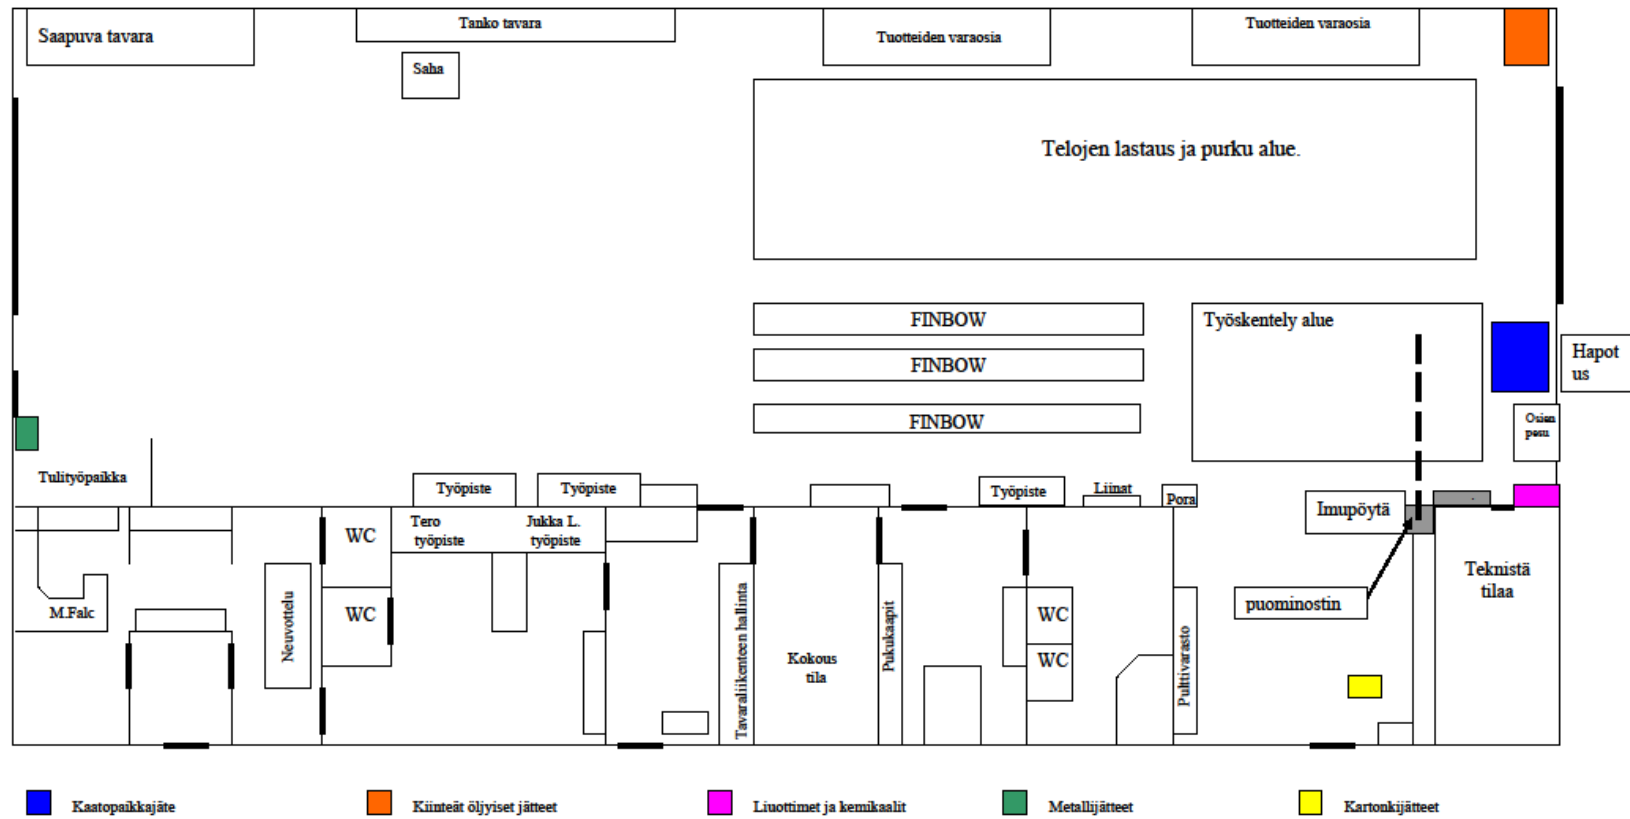 Saapuva tavara
Tanko tavara
Tuotteiden varaosia
Tuotteiden varaosia
Saha
Telojen lastaus ja purku alue.
FINBOW
FINBOW
FINBOW
Työskentely alue
Hapot
us
Osien
pesu
Tulityöpaikka
Työpiste
Työpiste
Työpiste
Liinat
Pora
Imupöytä
WC
Tero
työpiste
Jukka L.
työpiste
M.Falc
Neuvottelu
WC
Tavaraliikenteen hallinta
Kokous
tila
Pukukaapit
WC
WC
Pulttivarasto
puominostin
Teknistä
tilaa
Kaatopaikkajäte
Kiinteät öljyiset jätteet
Liuottimet ja kemikaalit
Metallijätteet
Kartonkijätteet